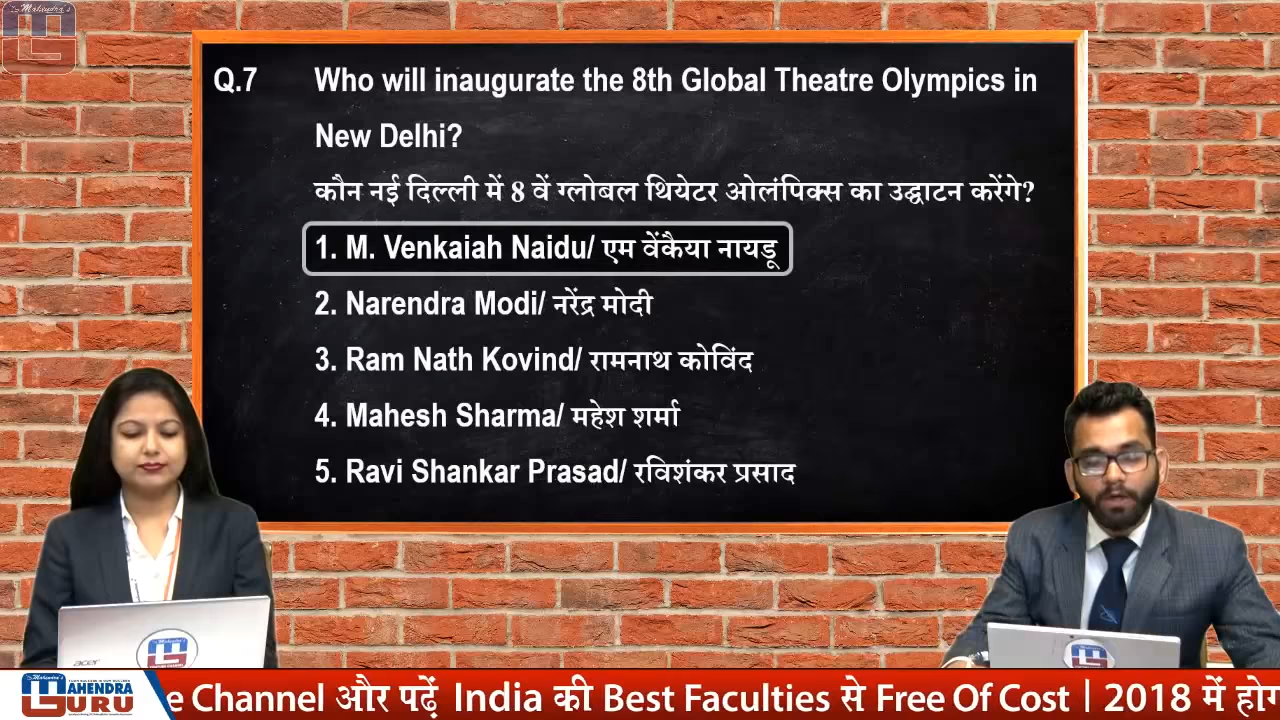 Mahendra's
Q.7 Who will inaugurate the 8th Global Theatre Olympics in
New Delhi?
कौन नई दिल्ली में 8 वें ग्लोबल थियेटर ओलंपिक्स का उद्घाटन करेंगे?
1. M. Venkaiah Naidu/ एम वेंकैया नायडू
2. Narendra Modi/ नरेंद्र मोदी
3. Ram Nath Kovind/ रामनाथ कोविंद
4. Mahesh Sharma/ महेश शर्मा
5. Ravi Shankar Prasad/ रविशंकर प्रसाद
acer
Mahendra's
MAHENDRA
GURU
e Channel और पढ़ें India की Best Faculties से Free Of Cost | 2018 में होग